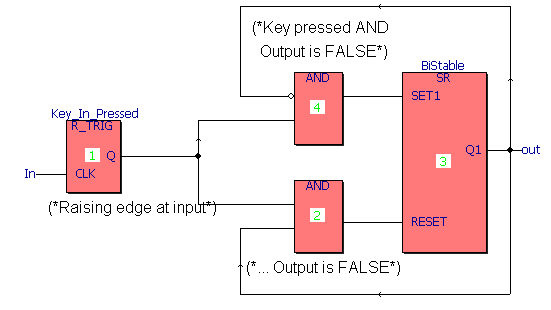 (*Key pressed AND
Output is FALSE*)
BiStable
AND
SR
4
SET1
Key_In_Pressed
R_TRIG
1
Q
In
CLK
(*Raising edge at input*)
AND
2
3
Q1
out
RESET
(*... Output is FALSE*)